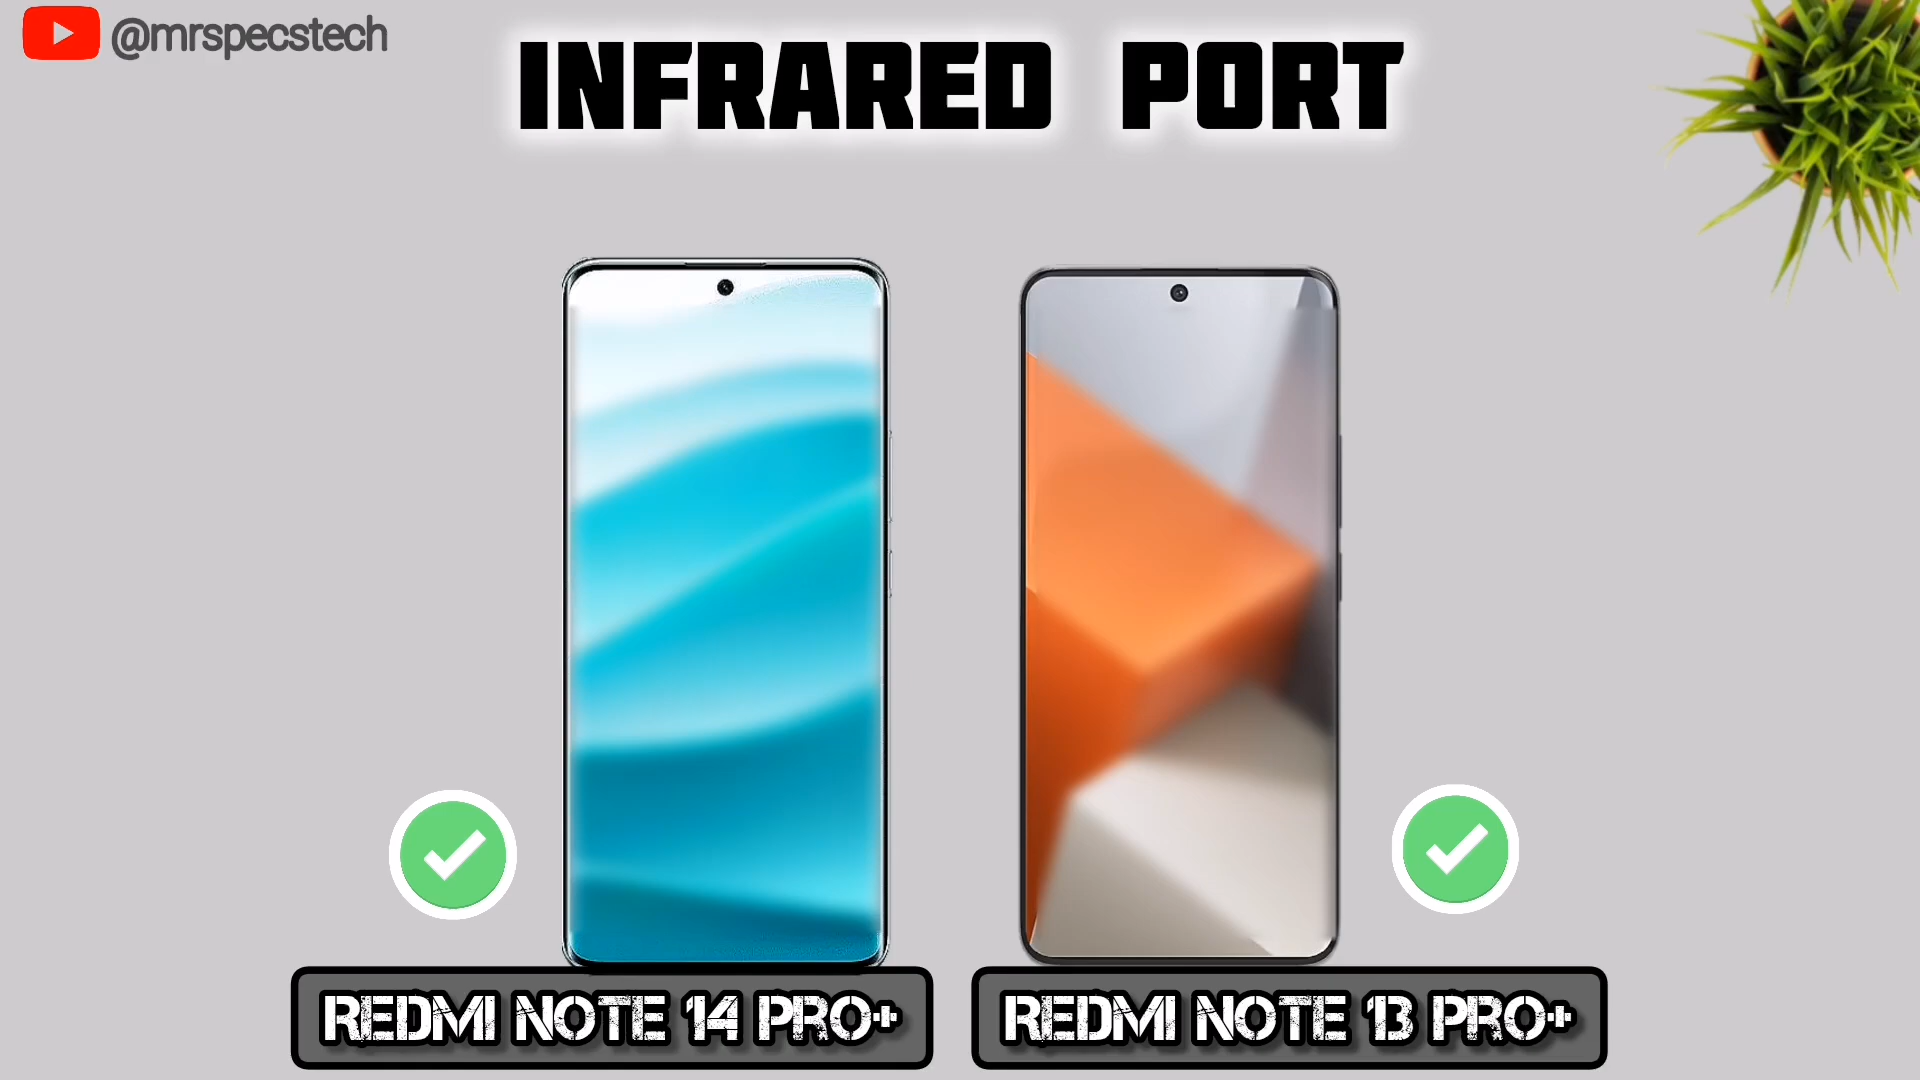 @mrspecstech
INFRARED PORT
REDMI NOTE 14 PRO+
REDMI NOTE 13 PRO+